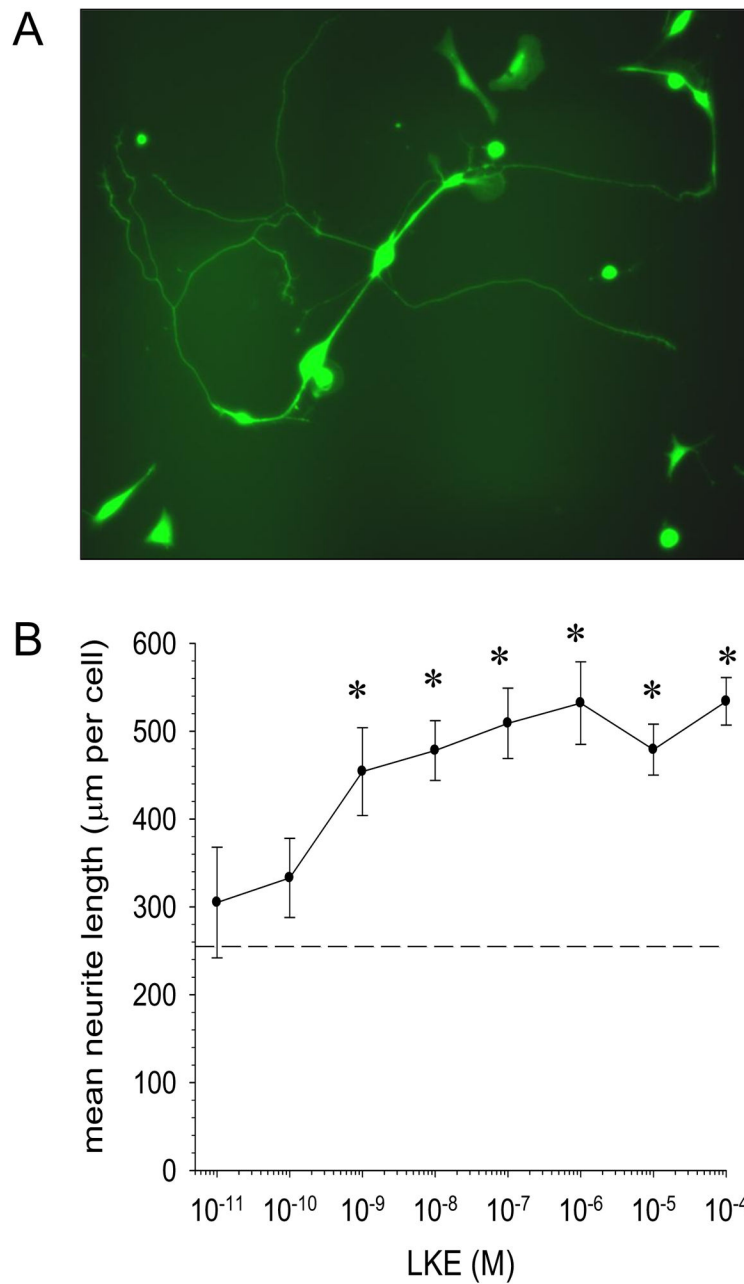 A
B
mean neurite length (μm per cell)
600
500
400
300
200
100
0
* * * * * *
10⁻¹¹ 10⁻¹⁰ 10⁻⁹ 10⁻⁸ 10⁻⁷ 10⁻⁶ 10⁻⁵ 10⁻⁴
LKE (M)